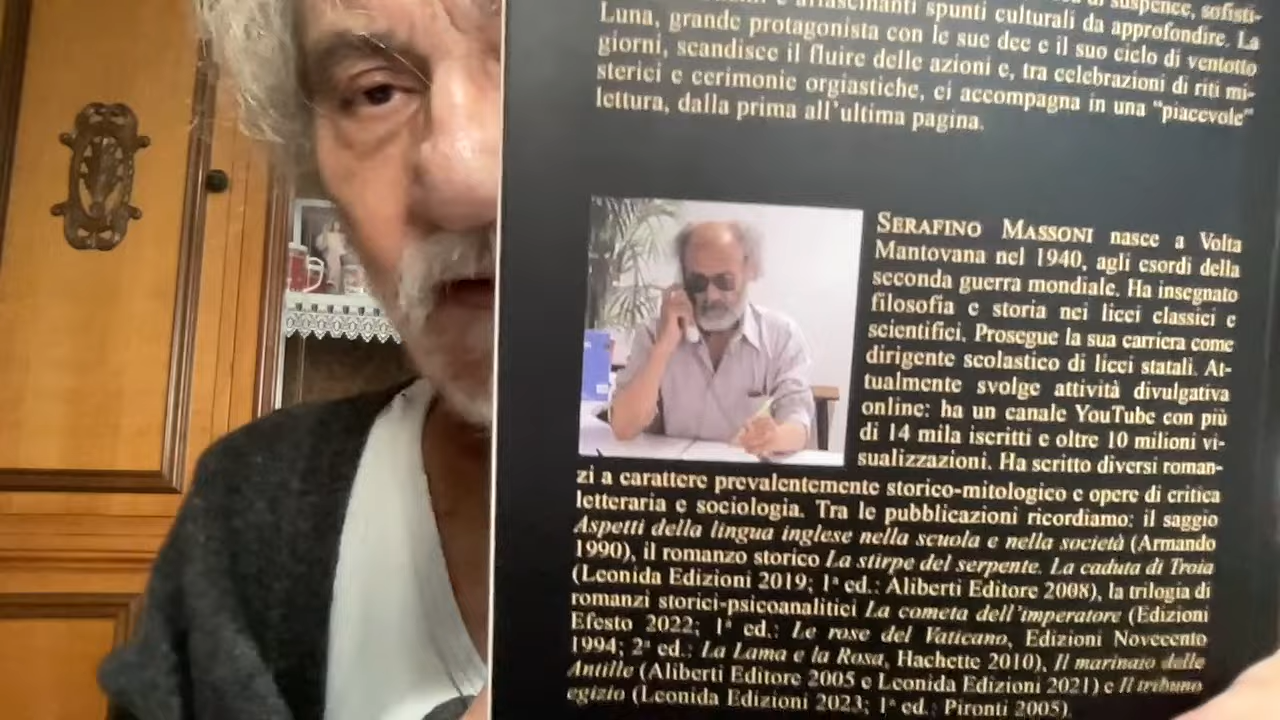 spunti culturali da approfondire. La
Luna, grande protagonista con le sue dee e il suo ciclo di ventotto
giorni, scandisce il fluire delle azioni e, tra celebrazioni di riti mi-
sterici e cerimonie orgiastiche, ci accompagna in una "piacevole"
lettura, dalla prima all'ultima pagina.
SERAFINO MASSONI nasce a Volta
Mantovana nel 1940, agli esordi della
seconda guerra mondiale. Ha insegnato
filosofia e storia nei licei classici e
scientifici. Prosegue la sua carriera come
dirigente scolastico di licei statali. At-
tualmente svolge attività divulgativa
online: ha un canale YouTube con più
di 14 mila iscritti e oltre 10 milioni vi-
sualizzazioni. Ha scritto diversi roman-
zi a carattere prevalentemente storico-mitologico e opere di critica
letteraria e sociologia. Tra le pubblicazioni ricordiamo: il saggio
Aspetti della lingua inglese nella scuola e nella società (Armando
1990), il romanzo storico La stirpe del serpente. La caduta di Troia
(Leonida Edizioni 2019; 1ª ed.: Aliberti Editore 2008), la trilogia di
romanzi storici-psicoanalitici La cometa dell'imperatore (Edizioni
Efesto 2022; 1ª ed.: Le rose del Vaticano, Edizioni Novecento
1994; 2ª ed.: La Lama e la Rosa, Hachette 2010), Il marinaio delle
Antille (Aliberti Editore 2005 e Leonida Edizioni 2021) e Il tribuno
egizio (Leonida Edizioni 2023; 1ª ed.: Pironti 2005).